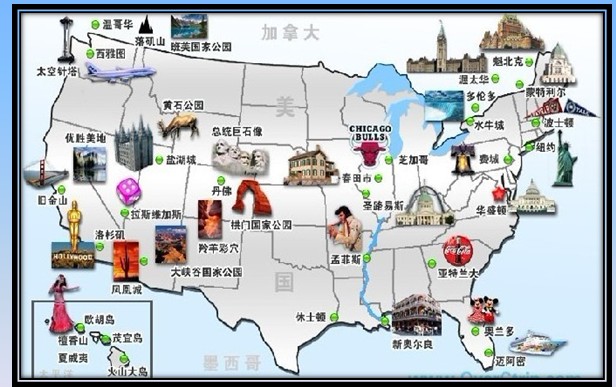 温哥华
落矶山
班芙国家公园
加拿大
魁北克
西雅图
太空针塔
渥太华
蒙特利尔
多伦多
黄石公园
美
水牛城
波士顿
CHICAGO
BULLS
总统巨石像
优胜美地
纽约
盐湖城
芝加哥
费城
春田市
丹佛
旧金山
拉斯维加斯
圣路易斯
华盛顿
拱门国家公园
羚羊彩穴
洛杉矶
HOLLYWOOD
孟菲斯
Coca-Cola
大峡谷国家公园
亚特兰大
凤凰城
国
休士顿
欧胡岛
奥兰多
檀香山
茂宜岛
新奥尔良
夏威夷
迈阿密
火山大岛
墨西哥
太平洋